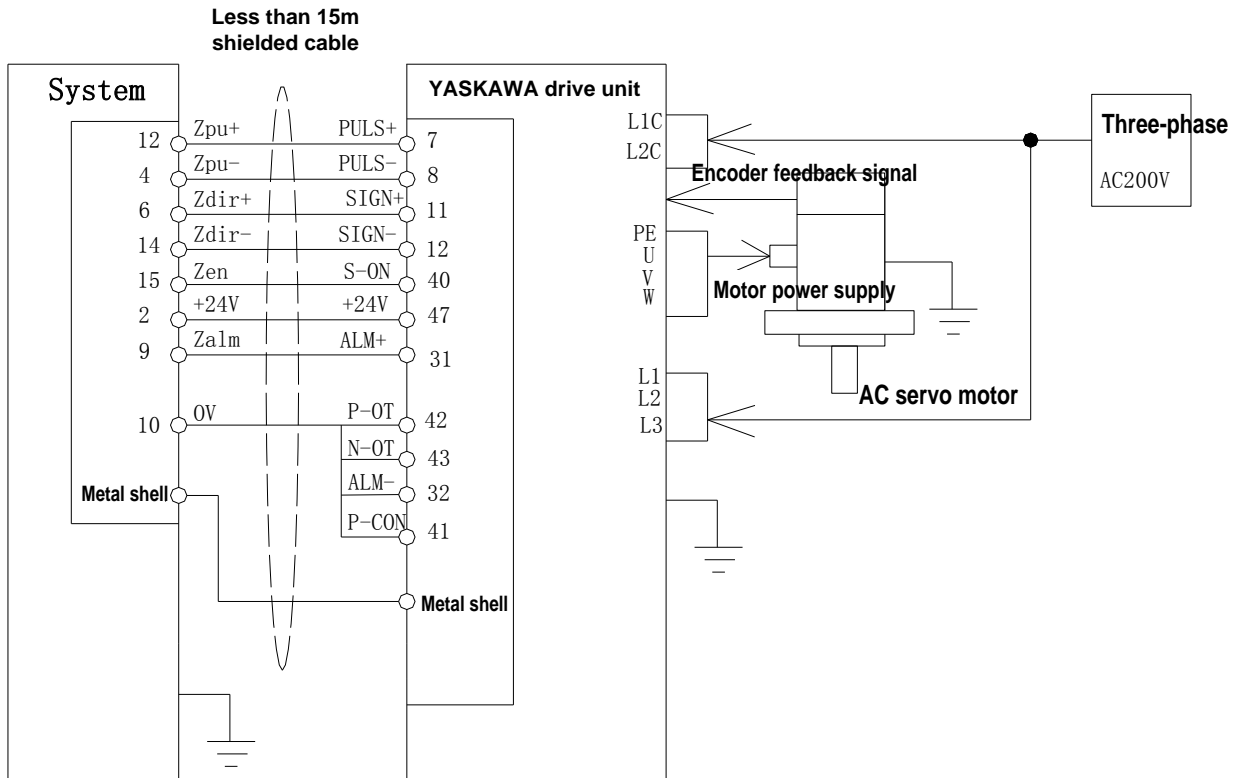 Less than 15m
shielded cable
System
YASKAWA drive unit
12 Zpu+ PULS+ 7
4 Zpu- PULS- 8
6 Zdir+ SIGN+ 11
14 Zdir- SIGN- 12
15 Zen S-ON 40
2 +24V +24V 47
9 Zalm ALM+ 31
10 0V P-OT 42
N-OT 43
ALM- 32
P-CON 41
Metal shell
Metal shell
L1C
L2C
Encoder feedback signal
PE
U
V
W
Motor power supply
L1
L2
L3
AC servo motor
Three-phase
AC200V